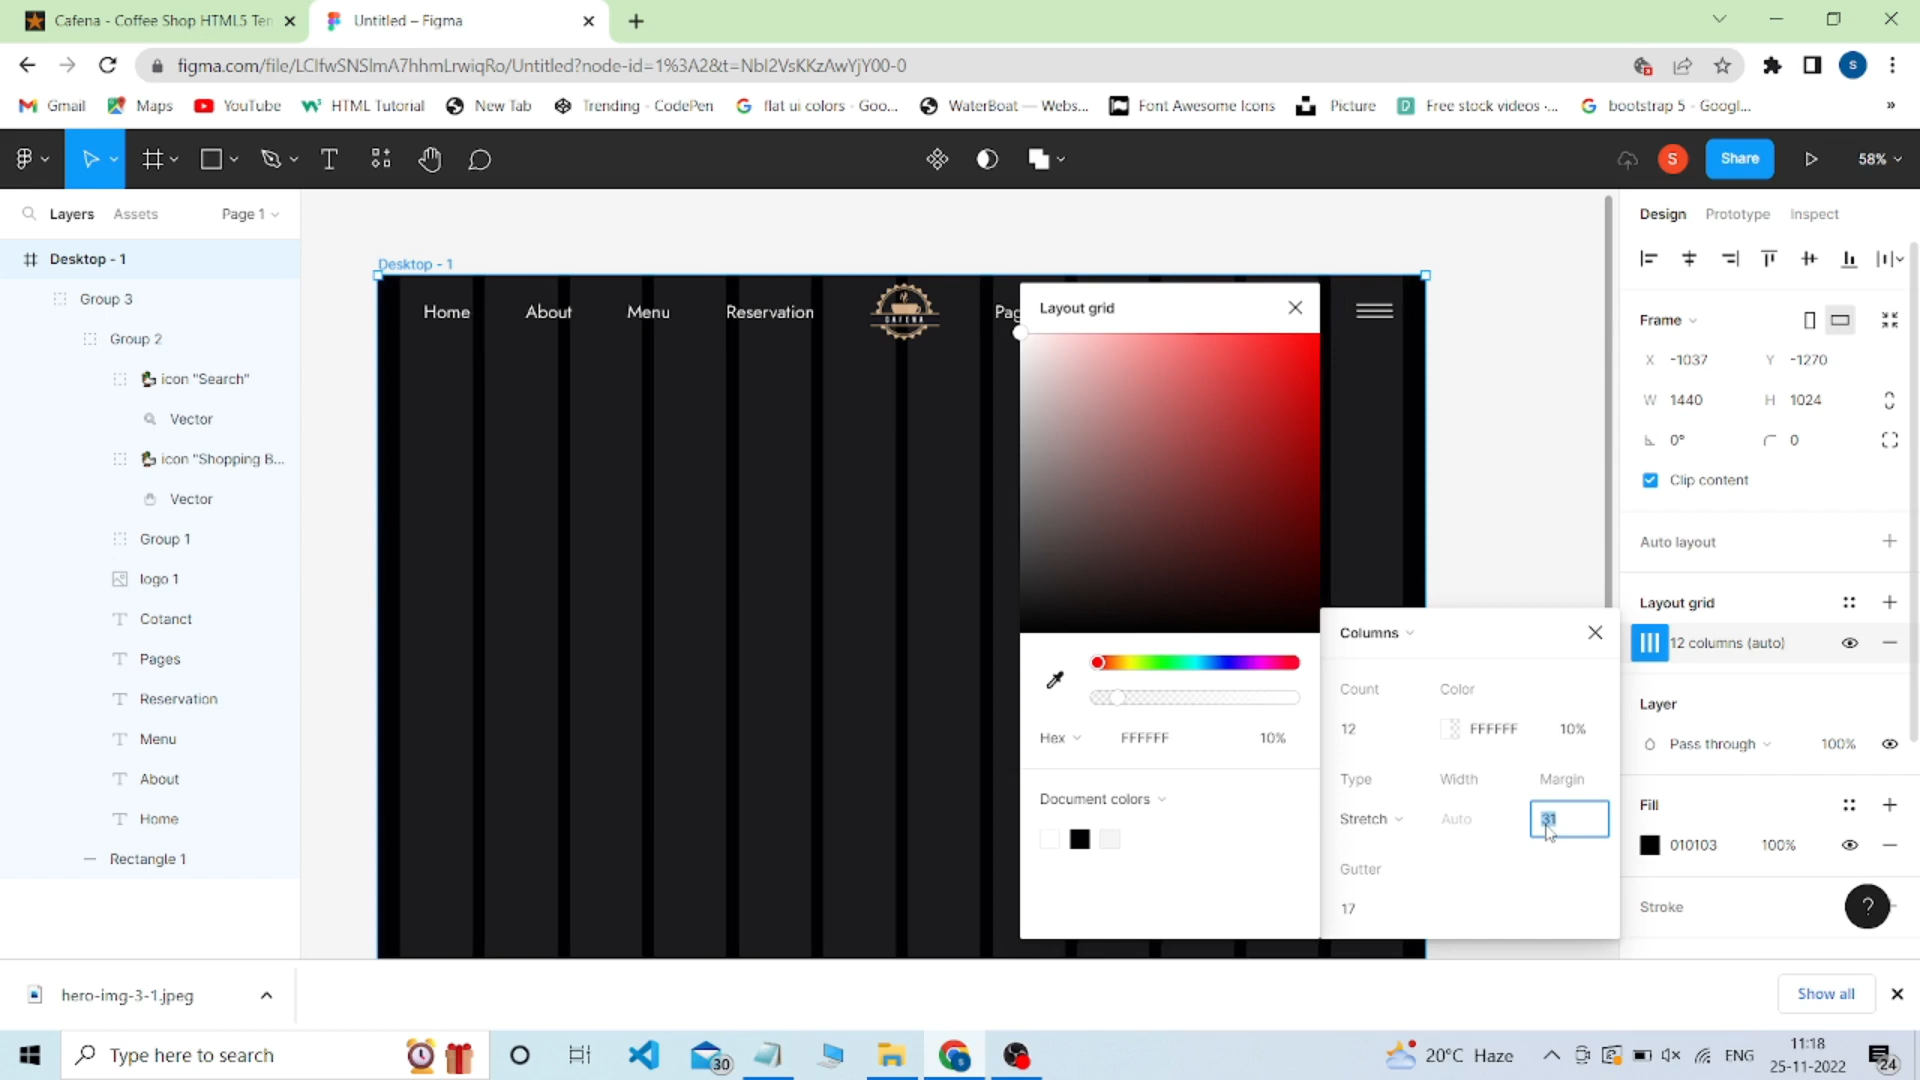 Cafena - Coffee Shop HTML5 Ten
Untitled – Figma
figma.com/file/LClfwSNSlmA7hhmLrwiqRo/Untitled?node-id=1%3A2&t=NbI2VsKKzAwYjY00-0
Gmail
Maps
YouTube
HTML Tutorial
New Tab
Trending - CodePen
flat ui colors - Goo...
WaterBoat — Webs...
Font Awesome Icons
Picture
Free stock videos -...
bootstrap 5 - Googl...
»
S
Share
58%
Layers
Assets
Page 1
Design
Prototype
Inspect
Desktop - 1
Group 3
Group 2
icon "Search"
Vector
icon "Shopping B...
Vector
Group 1
logo 1
Cotanct
Pages
Reservation
Menu
About
Home
Rectangle 1
Desktop - 1
Home
About
Menu
Reservation
CAFENA
Pag
Layout grid
Hex
FFFFFF
10%
Document colors
Columns
Count
Color
12
FFFFFF
10%
Type
Width
Margin
Stretch
Auto
31
Gutter
17
Frame
X -1037
Y -1270
W 1440
H 1024
0°
0
Clip content
Auto layout
Layout grid
12 columns (auto)
Layer
Pass through
100%
Fill
010103
100%
Stroke
?
hero-img-3-1.jpeg
Show all
Type here to search
30
20°C Haze
ENG
11:18
25-11-2022
24